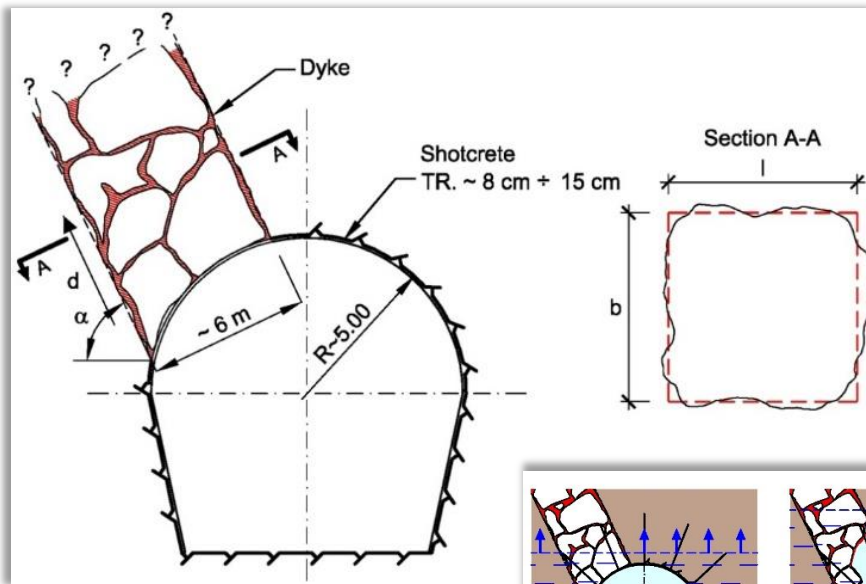 ? ? ? ? ?
Dyke
A
Shotcrete
TR. ~ 8 cm ÷ 15 cm
Section A-A
l
A
d
α
~ 6 m
R~5.00
b